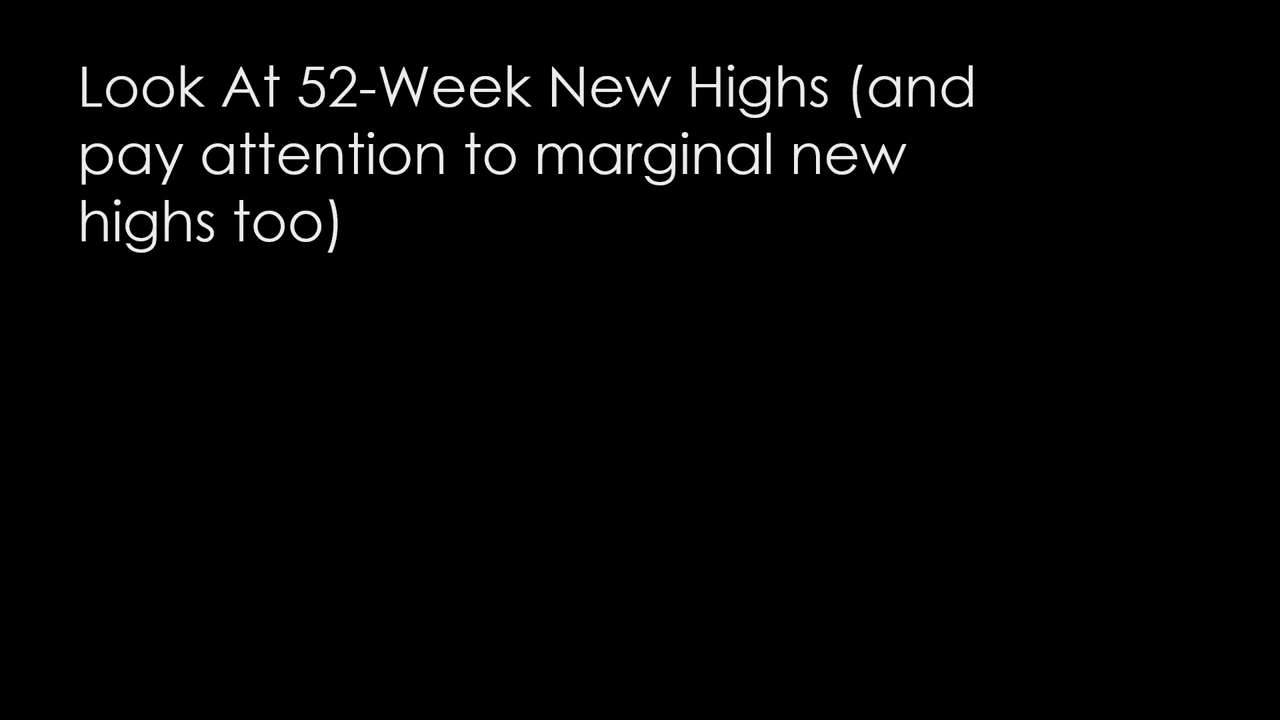 Look At 52-Week New Highs (and
pay attention to marginal new
highs too)